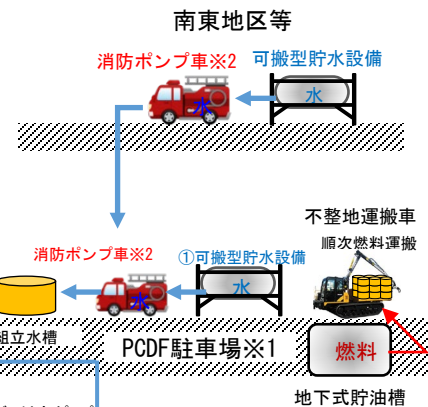 南東地区等
消防ポンプ車※2
可搬型貯水設備
水
水
不整地運搬車
順次燃料運搬
消防ポンプ車※2
①可搬型貯水設備
水
水
組立水槽
PCDF駐車場※1
燃料
地下式貯油槽